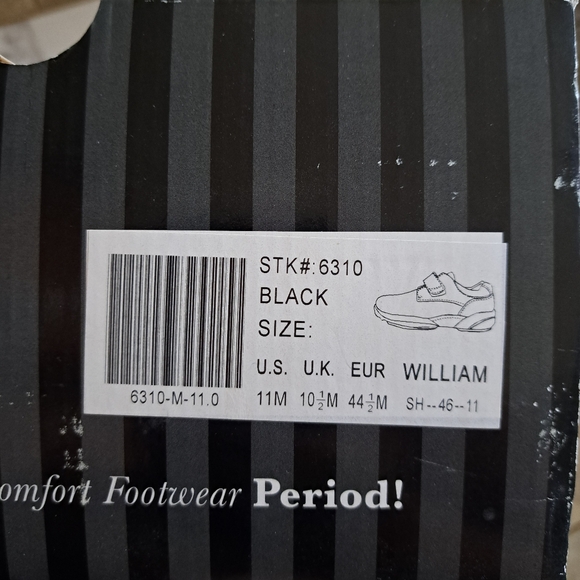 STK#:6310
BLACK
SIZE:
U.S. U.K. EUR WILLIAM
11M 10½M 44½M SH--46--11
6310-M-11.0
omfort Footwear Period!